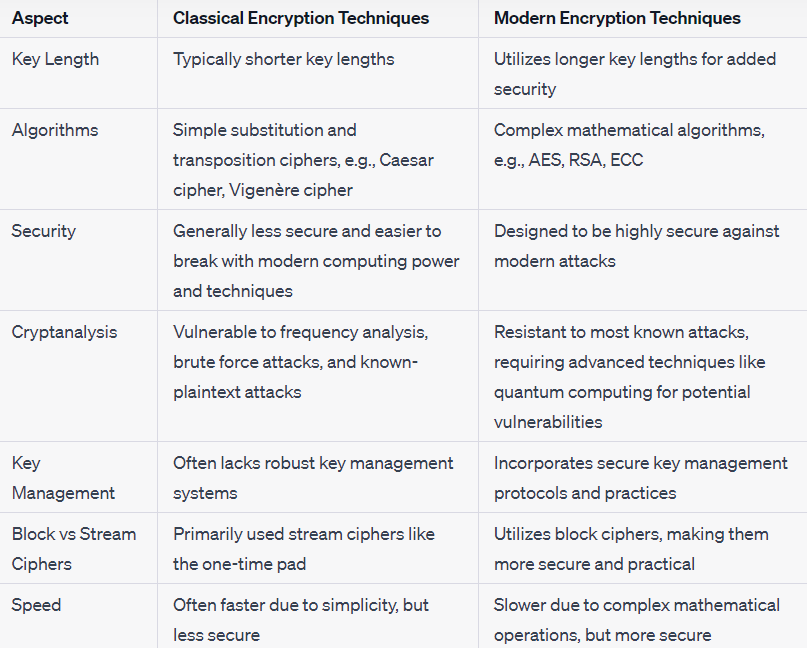 Aspect Classical Encryption Techniques Modern Encryption Techniques
Key Length Typically shorter key lengths Utilizes longer key lengths for added
security
Algorithms Simple substitution and Complex mathematical algorithms,
transposition ciphers, e.g., Caesar e.g., AES, RSA, ECC
cipher, Vigenère cipher
Security Generally less secure and easier to Designed to be highly secure against
break with modern computing power modern attacks
and techniques
Cryptanalysis Vulnerable to frequency analysis, Resistant to most known attacks,
brute force attacks, and known- requiring advanced techniques like
plaintext attacks quantum computing for potential
vulnerabilities
Key Often lacks robust key management Incorporates secure key management
Management systems protocols and practices
Block vs Stream Primarily used stream ciphers like Utilizes block ciphers, making them
Ciphers the one-time pad more secure and practical
Speed Often faster due to simplicity, but Slower due to complex mathematical
less secure operations, but more secure